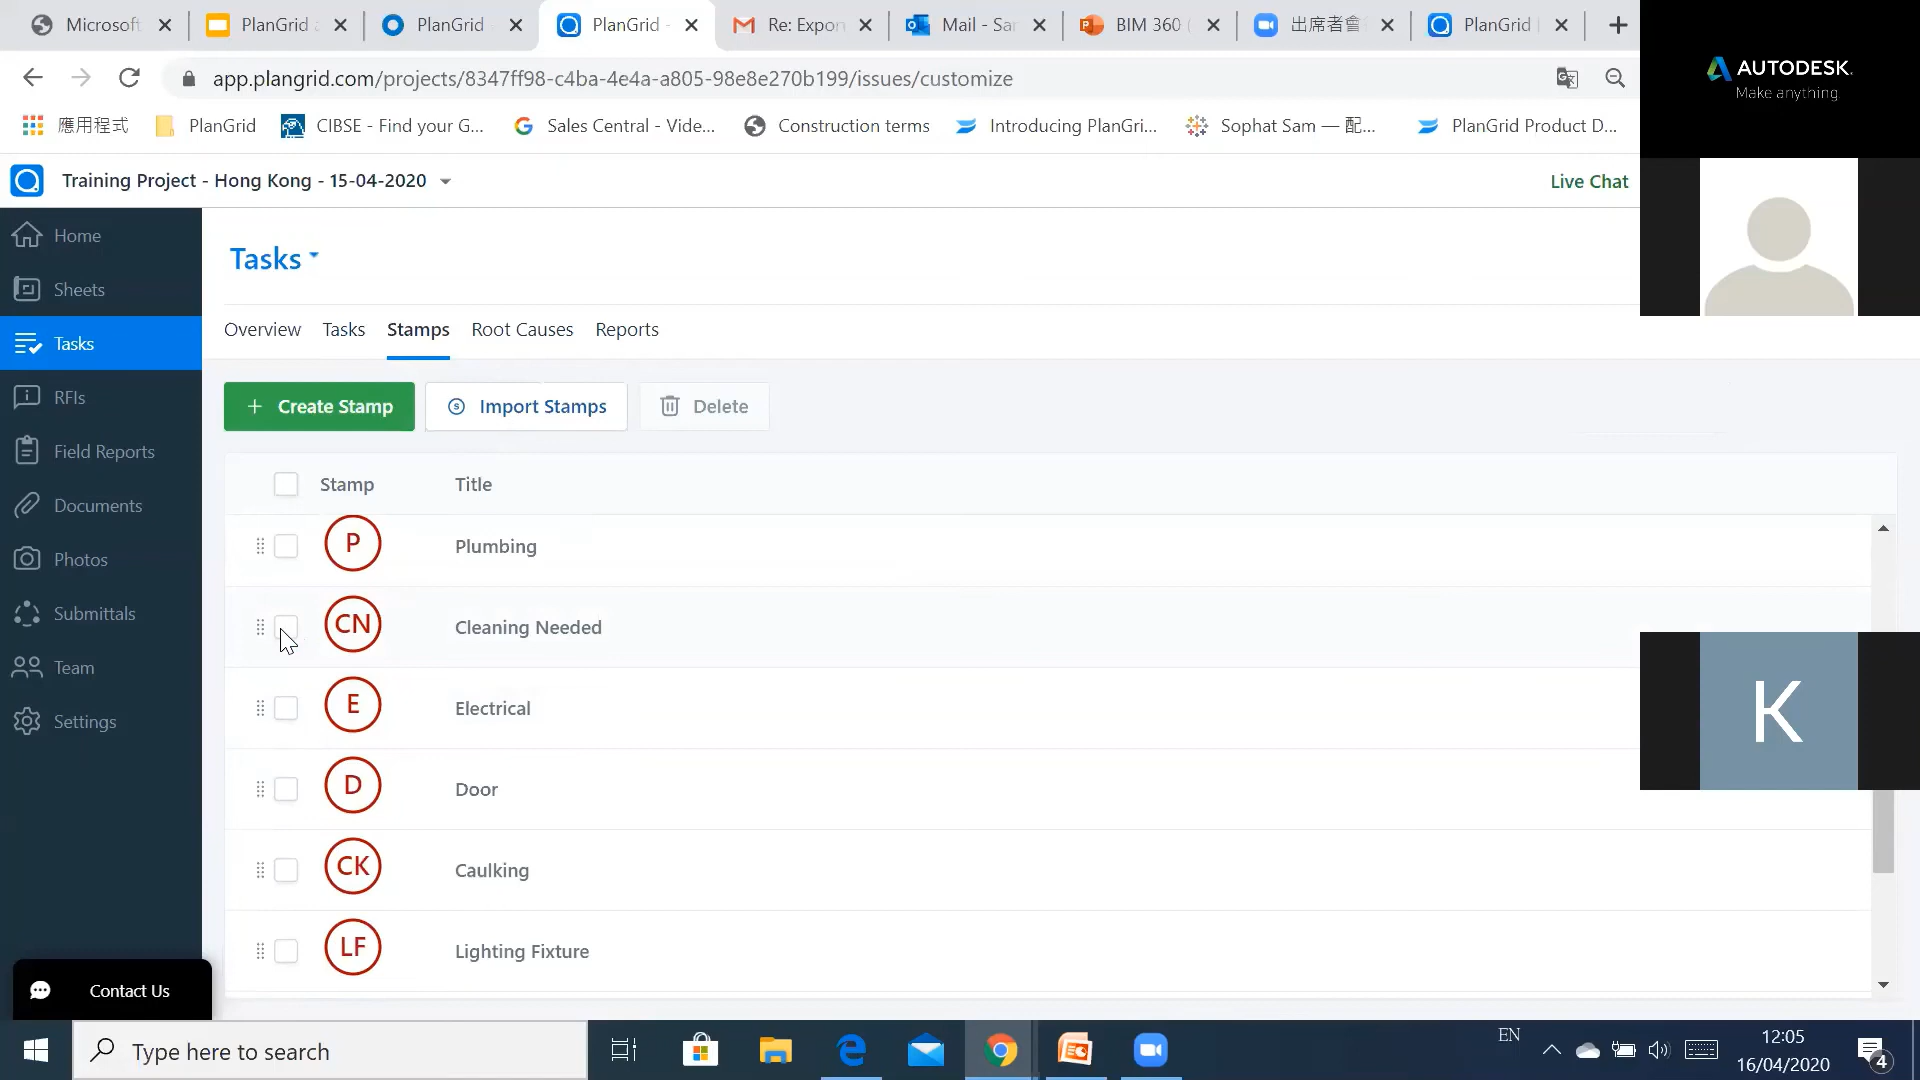 Microsoft
PlanGrid a
PlanGrid
PlanGrid -
Re: Expor
Mail - Sa
BIM 360 (
出席者會
PlanGrid
AUTODESK.
Make anything.
app.plangrid.com/projects/8347ff98-c4ba-4e4a-a805-98e8e270b199/issues/customize
應用程式
PlanGrid
CIBSE - Find your G...
Sales Central - Vide...
Construction terms
Introducing PlanGri...
Sophat Sam — 配...
PlanGrid Product D...
Training Project - Hong Kong - 15-04-2020
Live Chat
Home
Sheets
Tasks
RFIs
Field Reports
Documents
Photos
Submittals
Team
Settings
Contact Us
Tasks
Overview
Tasks
Stamps
Root Causes
Reports
+ Create Stamp
Import Stamps
Delete
Stamp
Title
P
Plumbing
CN
Cleaning Needed
E
Electrical
D
Door
CK
Caulking
LF
Lighting Fixture
K
Type here to search
EN
12:05
16/04/2020
4